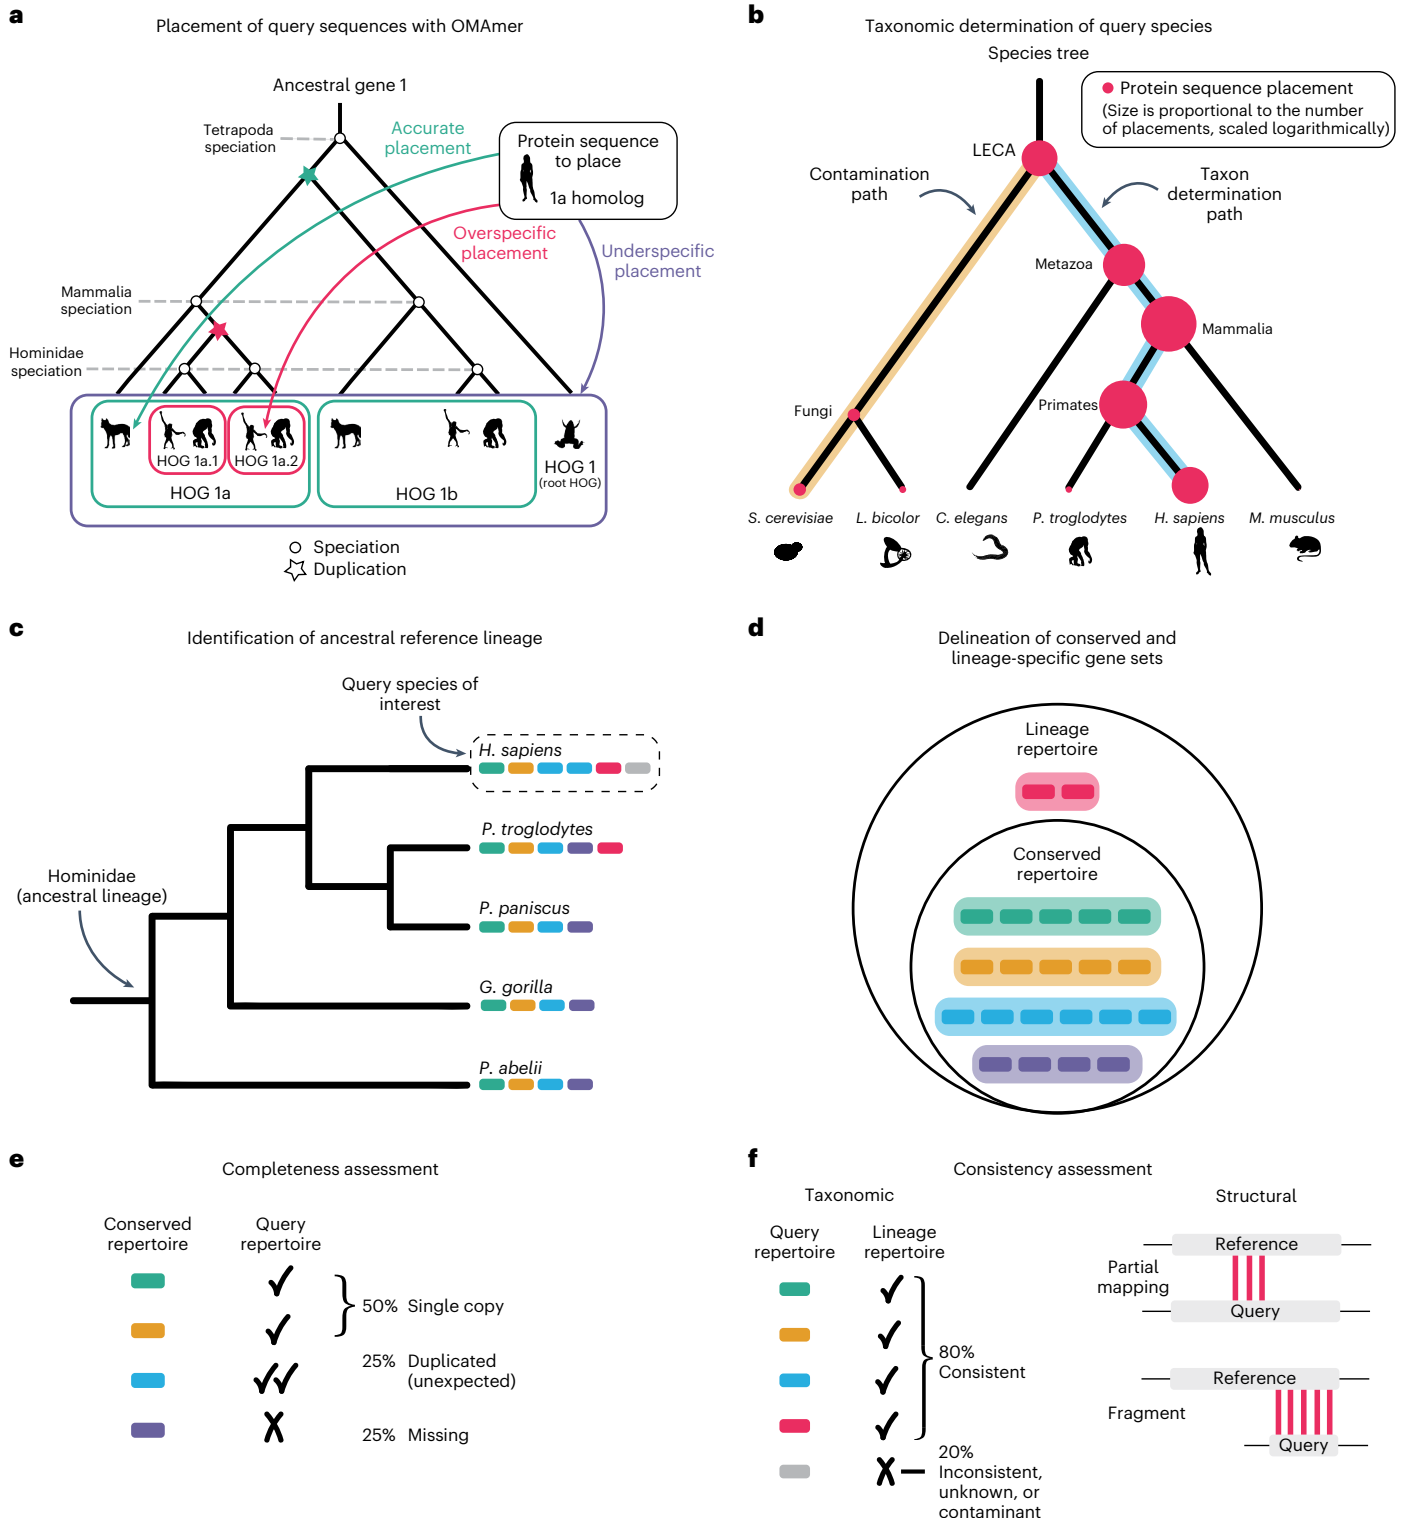 a
Placement of query sequences with OMAmer
Ancestral gene 1
Tetrapoda
speciation
Accurate
placement
Protein sequence
to place
1a homolog
Overspecific
placement
Underspecific
placement
Mammalia
speciation
Hominidae
speciation
HOG 1a.1
HOG 1a.2
HOG 1a
HOG 1b
HOG 1
(root HOG)
Speciation
Duplication
b
Taxonomic determination of query species
Species tree
Protein sequence placement
(Size is proportional to the number
of placements, scaled logarithmically)
LECA
Contamination
path
Taxon
determination
path
Metazoa
Mammalia
Primates
Fungi
S. cerevisiae
L. bicolor
C. elegans
P. troglodytes
H. sapiens
M. musculus
c
Identification of ancestral reference lineage
Query species of
interest
H. sapiens
P. troglodytes
Hominidae
(ancestral lineage)
P. paniscus
G. gorilla
P. abelii
d
Delineation of conserved and
lineage-specific gene sets
Lineage
repertoire
Conserved
repertoire
e
Completeness assessment
Conserved
repertoire
Query
repertoire
50% Single copy
25% Duplicated
(unexpected)
25% Missing
f
Consistency assessment
Taxonomic
Structural
Query
repertoire
Lineage
repertoire
80%
Consistent
20%
Inconsistent,
unknown, or
contaminant
Reference
Partial
mapping
Query
Reference
Fragment
Query